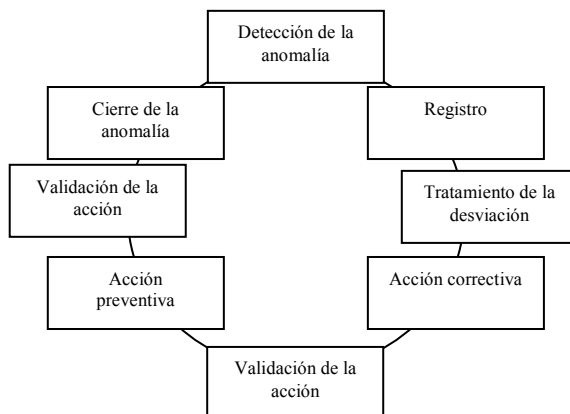 Detección de la
anomalía
Registro
Tratamiento de la
desviación
Acción correctiva
Validación de la
acción
Acción
preventiva
Validación de la
acción
Cierre de la
anomalía